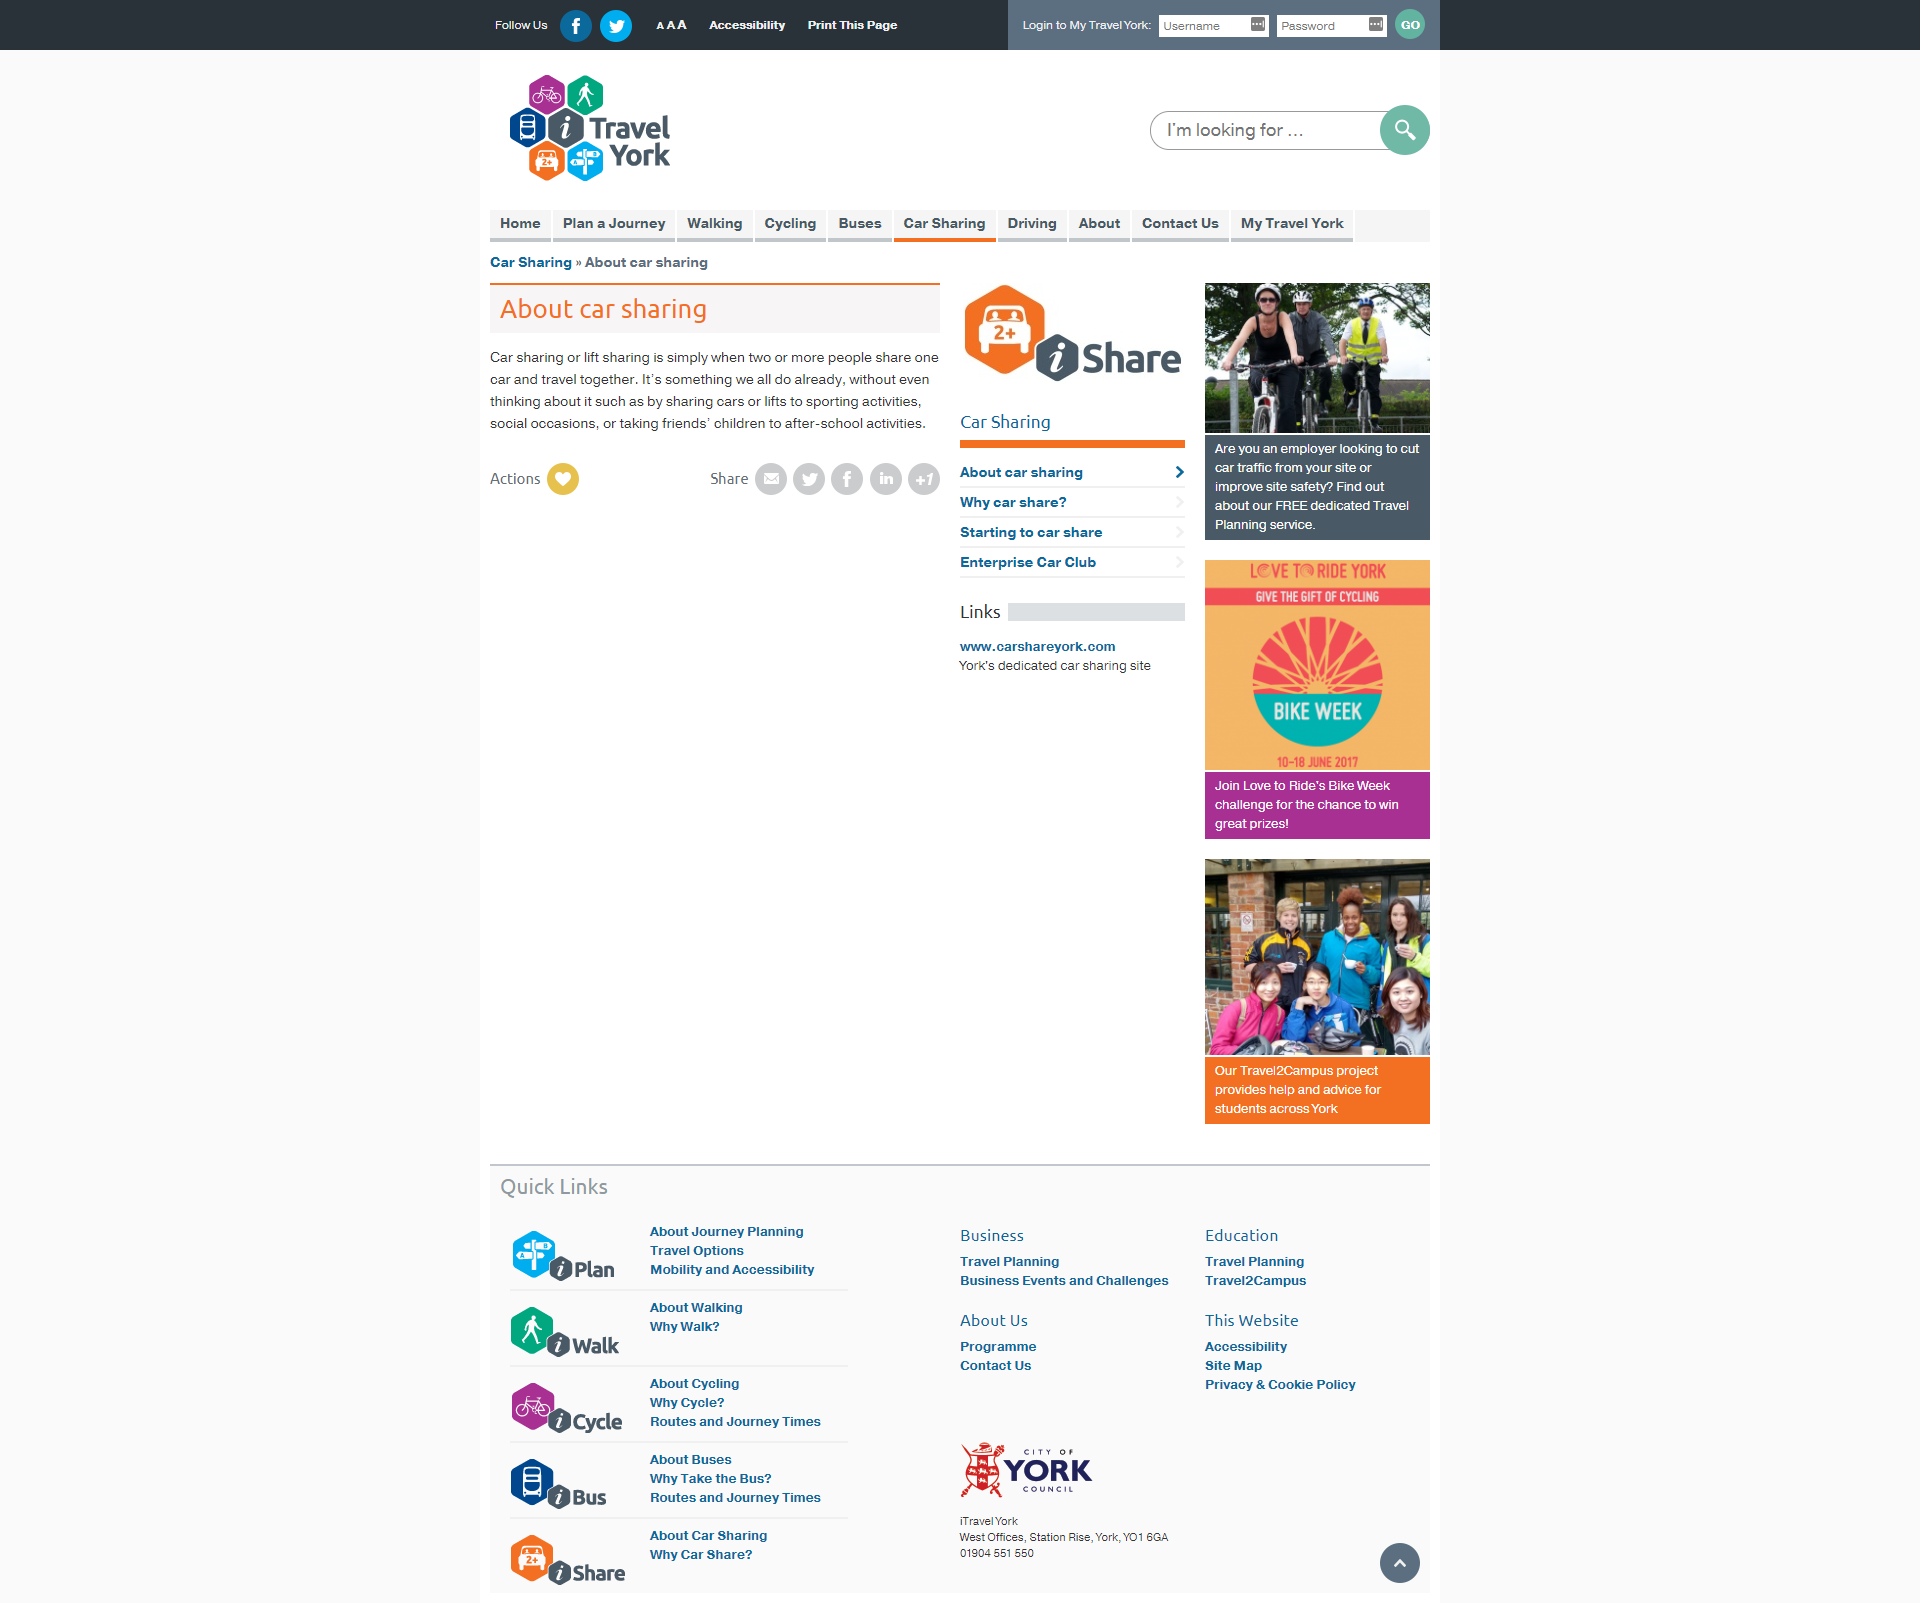 Follow Us
A A A
Accessibility
Print This Page
Login to My Travel York:
Username
Password
GO
i Travel
York
I'm looking for ...
Home
Plan a Journey
Walking
Cycling
Buses
Car Sharing
Driving
About
Contact Us
My Travel York
Car Sharing » About car sharing
About car sharing
Car sharing or lift sharing is simply when two or more people share one
car and travel together. It's something we all do already, without even
thinking about it such as by sharing cars or lifts to sporting activities,
social occasions, or taking friends' children to after-school activities.
Actions
Share
f
in
+1
2+
i Share
Car Sharing
About car sharing
Why car share?
Starting to car share
Enterprise Car Club
Links
www.carshareyork.com
York's dedicated car sharing site
Are you an employer looking to cut
car traffic from your site or
improve site safety? Find out
about our FREE dedicated Travel
Planning service.
LOVE TO RIDE YORK
GIVE THE GIFT OF CYCLING
BIKE WEEK
10-18 JUNE 2017
Join Love to Ride's Bike Week
challenge for the chance to win
great prizes!
Our Travel2Campus project
provides help and advice for
students across York
Quick Links
i Plan
About Journey Planning
Travel Options
Mobility and Accessibility
i Walk
About Walking
Why Walk?
i Cycle
About Cycling
Why Cycle?
Routes and Journey Times
i Bus
About Buses
Why Take the Bus?
Routes and Journey Times
2+
i Share
About Car Sharing
Why Car Share?
Business
Travel Planning
Business Events and Challenges
Education
Travel Planning
Travel2Campus
About Us
Programme
Contact Us
This Website
Accessibility
Site Map
Privacy & Cookie Policy
CITY OF
YORK
COUNCIL
iTravel York
West Offices, Station Rise, York, YO1 6GA
01904 551 550